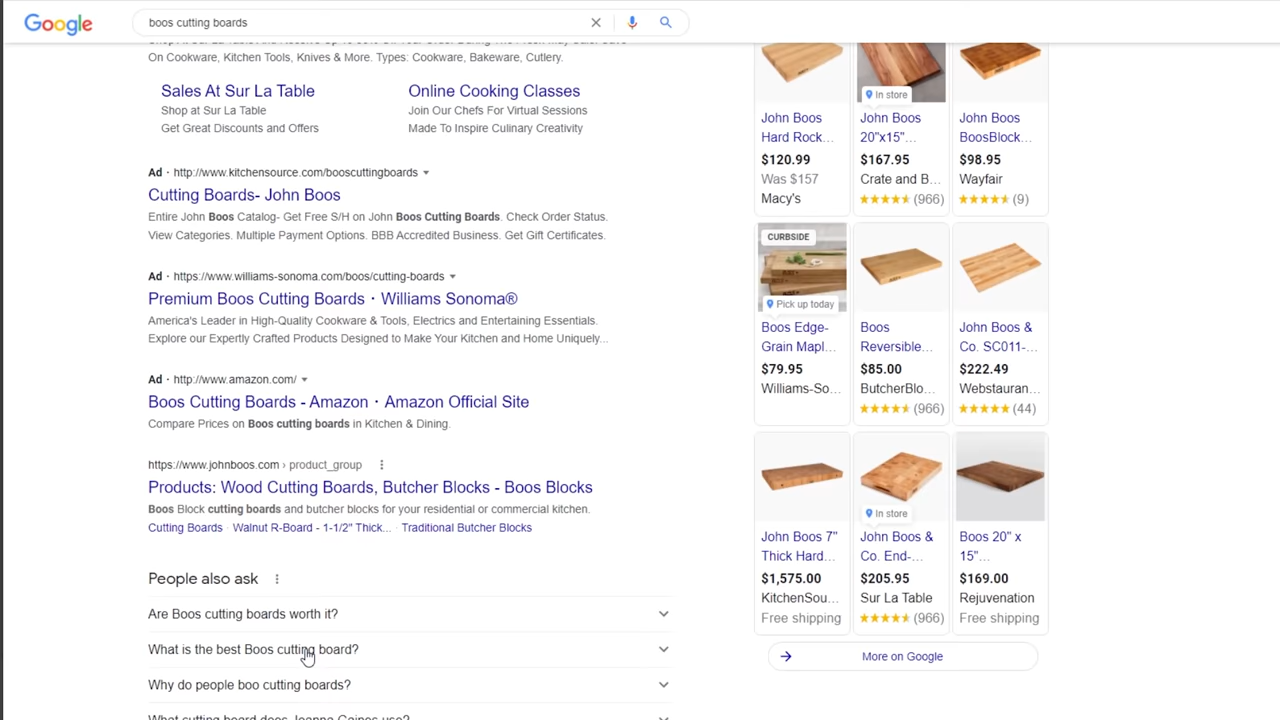 Google
boos cutting boards
On Cookware, Kitchen Tools, Knives & More. Types: Cookware, Bakeware, Cutlery.
Sales At Sur La Table
Shop at Sur La Table
Get Great Discounts and Offers
Online Cooking Classes
Join Our Chefs For Virtual Sessions
Made To Inspire Culinary Creativity
Ad · http://www.kitchensource.com/booscuttingboards
Cutting Boards- John Boos
Entire John Boos Catalog- Get Free S/H on John Boos Cutting Boards. Check Order Status.
View Categories. Multiple Payment Options. BBB Accredited Business. Get Gift Certificates.
Ad · https://www.williams-sonoma.com/boos/cutting-boards
Premium Boos Cutting Boards · Williams Sonoma®
America's Leader in High-Quality Cookware & Tools, Electrics and Entertaining Essentials.
Explore our Expertly Crafted Products Designed to Make Your Kitchen and Home Uniquely...
Ad · http://www.amazon.com/
Boos Cutting Boards - Amazon · Amazon Official Site
Compare Prices on Boos cutting boards in Kitchen & Dining.
https://www.johnboos.com › product_group
Products: Wood Cutting Boards, Butcher Blocks - Boos Blocks
Boos Block cutting boards and butcher blocks for your residential or commercial kitchen.
Cutting Boards · Walnut R-Board - 1-1/2" Thick... · Traditional Butcher Blocks
People also ask
Are Boos cutting boards worth it?
What is the best Boos cutting board?
Why do people boo cutting boards?
What cutting board does Joanna Gaines use?
John Boos
Hard Rock...
$120.99
Was $157
Macy's
In store
John Boos
20"x15"...
$167.95
Crate and B...
(966)
John Boos
BoosBlock...
$98.95
Wayfair
(9)
CURBSIDE
Pick up today
Boos Edge-
Grain Mapl...
$79.95
Williams-So...
Boos
Reversible...
$85.00
ButcherBlo...
(966)
John Boos &
Co. SC011-...
$222.49
Webstauran...
(44)
John Boos 7"
Thick Hard...
$1,575.00
KitchenSou...
Free shipping
In store
John Boos &
Co. End-...
$205.95
Sur La Table
(966)
Boos 20" x
15"...
$169.00
Rejuvenation
Free shipping
More on Google